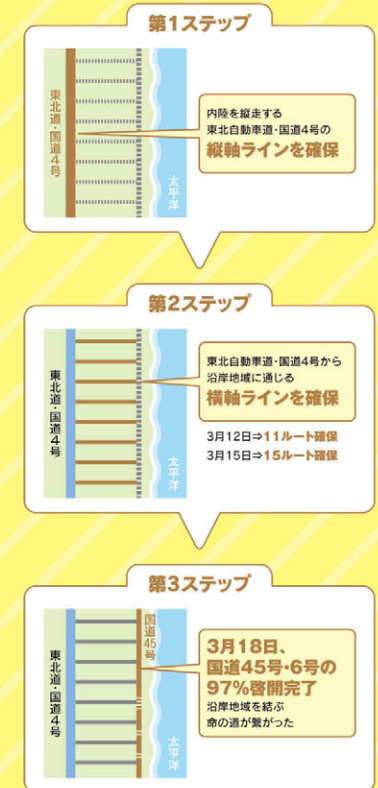 第1ステップ
東北道・国道4号
太平洋
内陸を縦走する
東北自動車道・国道4号の
縦軸ラインを確保
第2ステップ
東北道・国道4号
太平洋
東北自動車道・国道4号から
沿岸地域に通じる
横軸ラインを確保
3月12日⇒11ルート確保
3月15日⇒15ルート確保
第3ステップ
東北道・国道4号
国道45号
太平洋
3月18日、
国道45号・6号の
97%啓開完了
沿岸地域を結ぶ
命の道が繋がった